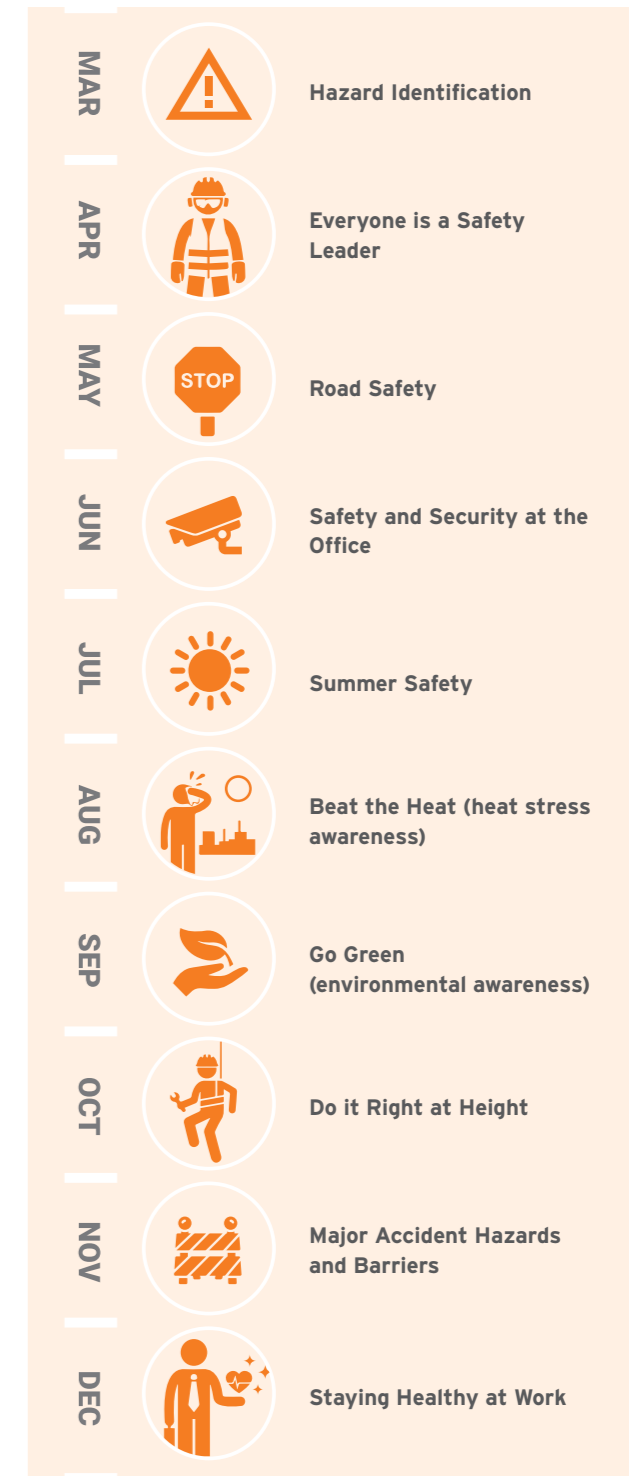 MAR
Hazard Identification
APR
Everyone is a Safety
Leader
MAY
STOP
Road Safety
JUN
Safety and Security at the
Office
JUL
Summer Safety
AUG
Beat the Heat (heat stress
awareness)
SEP
Go Green
(environmental awareness)
OCT
Do it Right at Height
NOV
Major Accident Hazards
and Barriers
DEC
Staying Healthy at Work